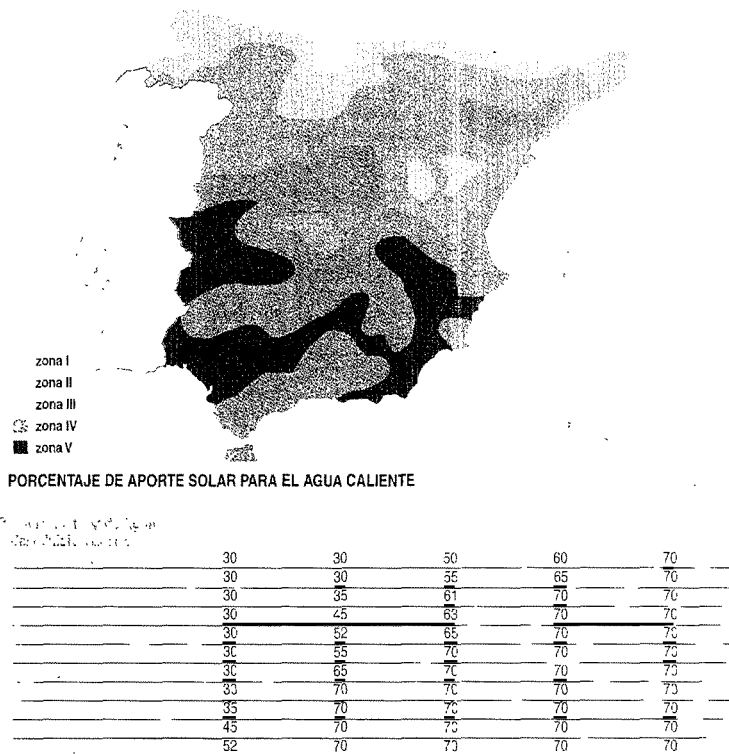 zona I
zona II
zona III
zona IV
zona V
PORCENTAJE DE APORTE SOLAR PARA EL AGUA CALIENTE
30 30 50 60 70
30 30 55 65 70
30 35 61 70 70
30 45 63 70 70
30 52 65 70 70
30 55 70 70 70
30 65 70 70 70
30 70 70 70 70
35 70 70 70 70
45 70 70 70 70
52 70 70 70 70